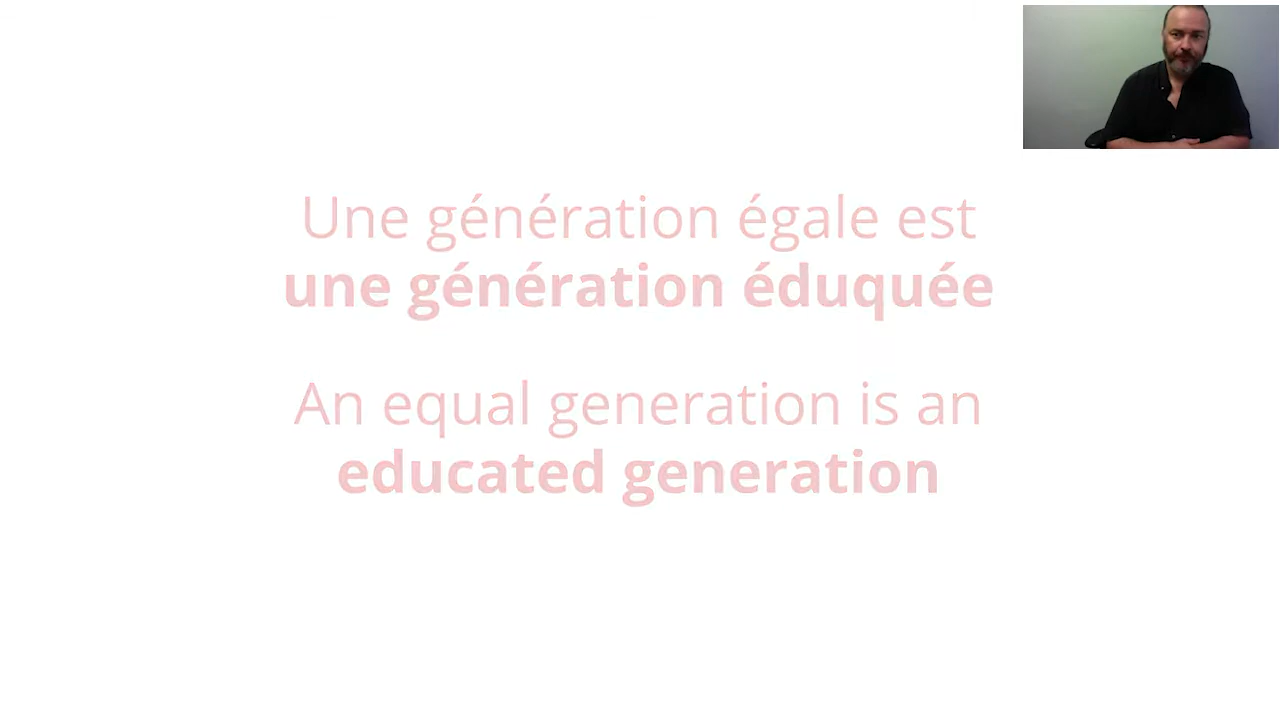 Une génération égale est
une génération éduquée
An equal generation is an
educated generation